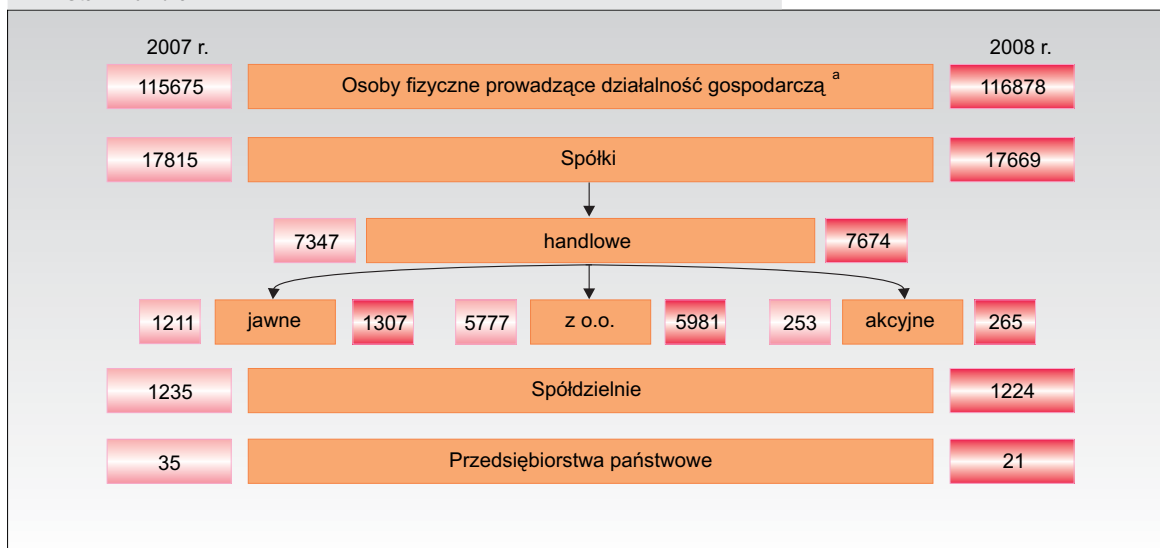 2007 r. 2008 r.
115675 Osoby fizyczne prowadzące działalność gospodarczą a 116878
17815 Spółki 17669
7347 handlowe 7674
1211 jawne 1307 5777 z o.o. 5981 253 akcyjne 265
1235 Spółdzielnie 1224
35 Przedsiębiorstwa państwowe 21